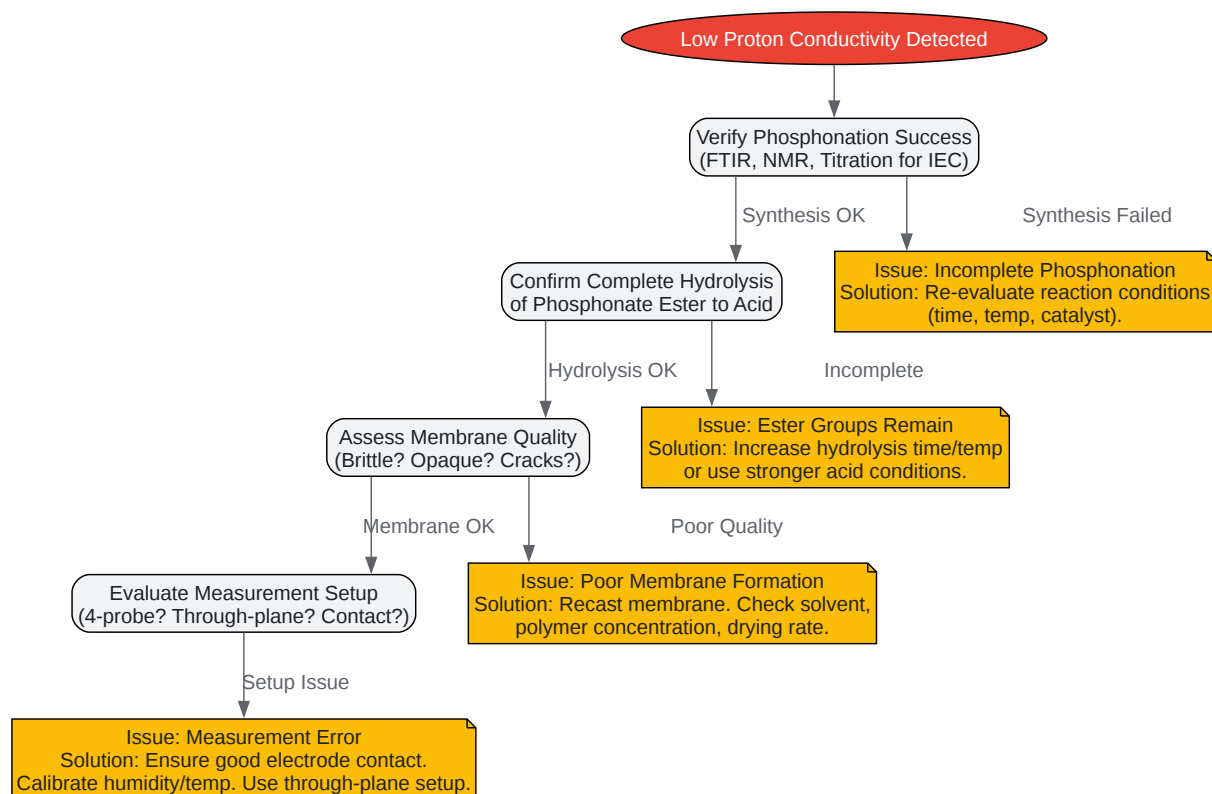 Low Proton Conductivity Detected
Verify Phosphonation Success
(FTIR, NMR, Titration for IEC)
Synthesis OK
Synthesis Failed
Issue: Incomplete Phosphonation
Solution: Re-evaluate reaction conditions
(time, temp, catalyst).
Confirm Complete Hydrolysis
of Phosphonate Ester to Acid
Hydrolysis OK
Incomplete
Issue: Ester Groups Remain
Solution: Increase hydrolysis time/temp
or use stronger acid conditions.
Assess Membrane Quality
(Brittle? Opaque? Cracks?)
Membrane OK
Poor Quality
Issue: Poor Membrane Formation
Solution: Recast membrane. Check solvent,
polymer concentration, drying rate.
Evaluate Measurement Setup
(4-probe? Through-plane? Contact?)
Setup Issue
Issue: Measurement Error
Solution: Ensure good electrode contact.
Calibrate humidity/temp. Use through-plane setup.